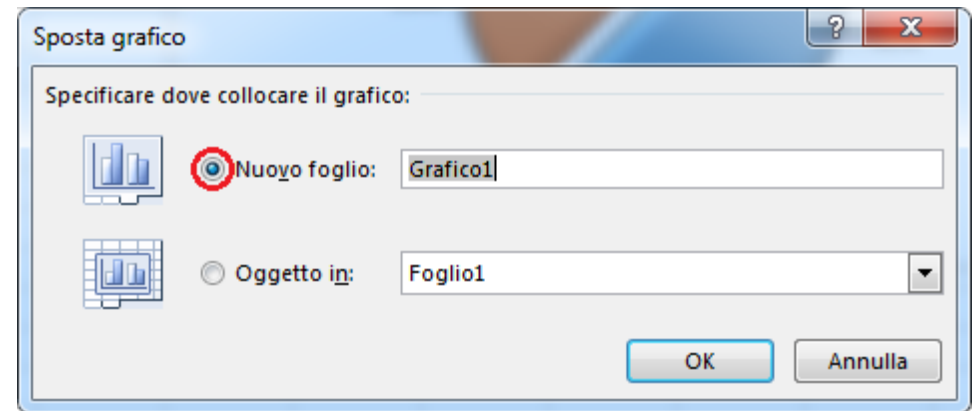 Sposta grafico
Specificare dove collocare il grafico:
Nuovo foglio: Grafico1
Oggetto in: Foglio1
OK Annulla